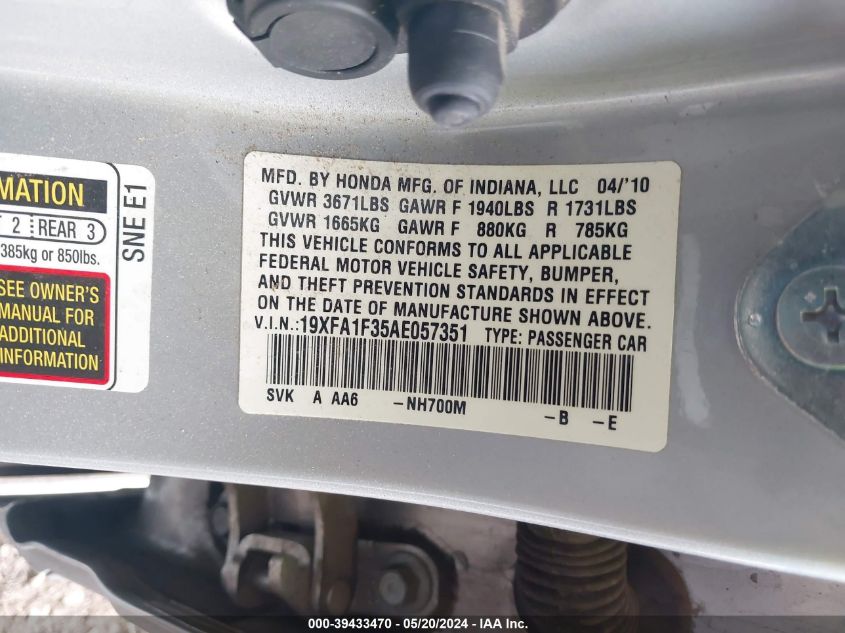 MATION
2 REAR 3
385kg or 850lbs.
SEE OWNER'S
MANUAL FOR
ADDITIONAL
INFORMATION
SNE E1
MFD. BY HONDA MFG. OF INDIANA, LLC 04/'10
GVWR 3671LBS GAWR F 1940LBS R 1731LBS
GVWR 1665KG GAWR F 880KG R 785KG
THIS VEHICLE CONFORMS TO ALL APPLICABLE
FEDERAL MOTOR VEHICLE SAFETY, BUMPER,
AND THEFT PREVENTION STANDARDS IN EFFECT
ON THE DATE OF MANUFACTURE SHOWN ABOVE.
V.I.N.:19XFA1F35AE057351 TYPE: PASSENGER CAR
SVK A AA6 -NH700M -B -E
000-39433470 - 05/20/2024 - IAA Inc.